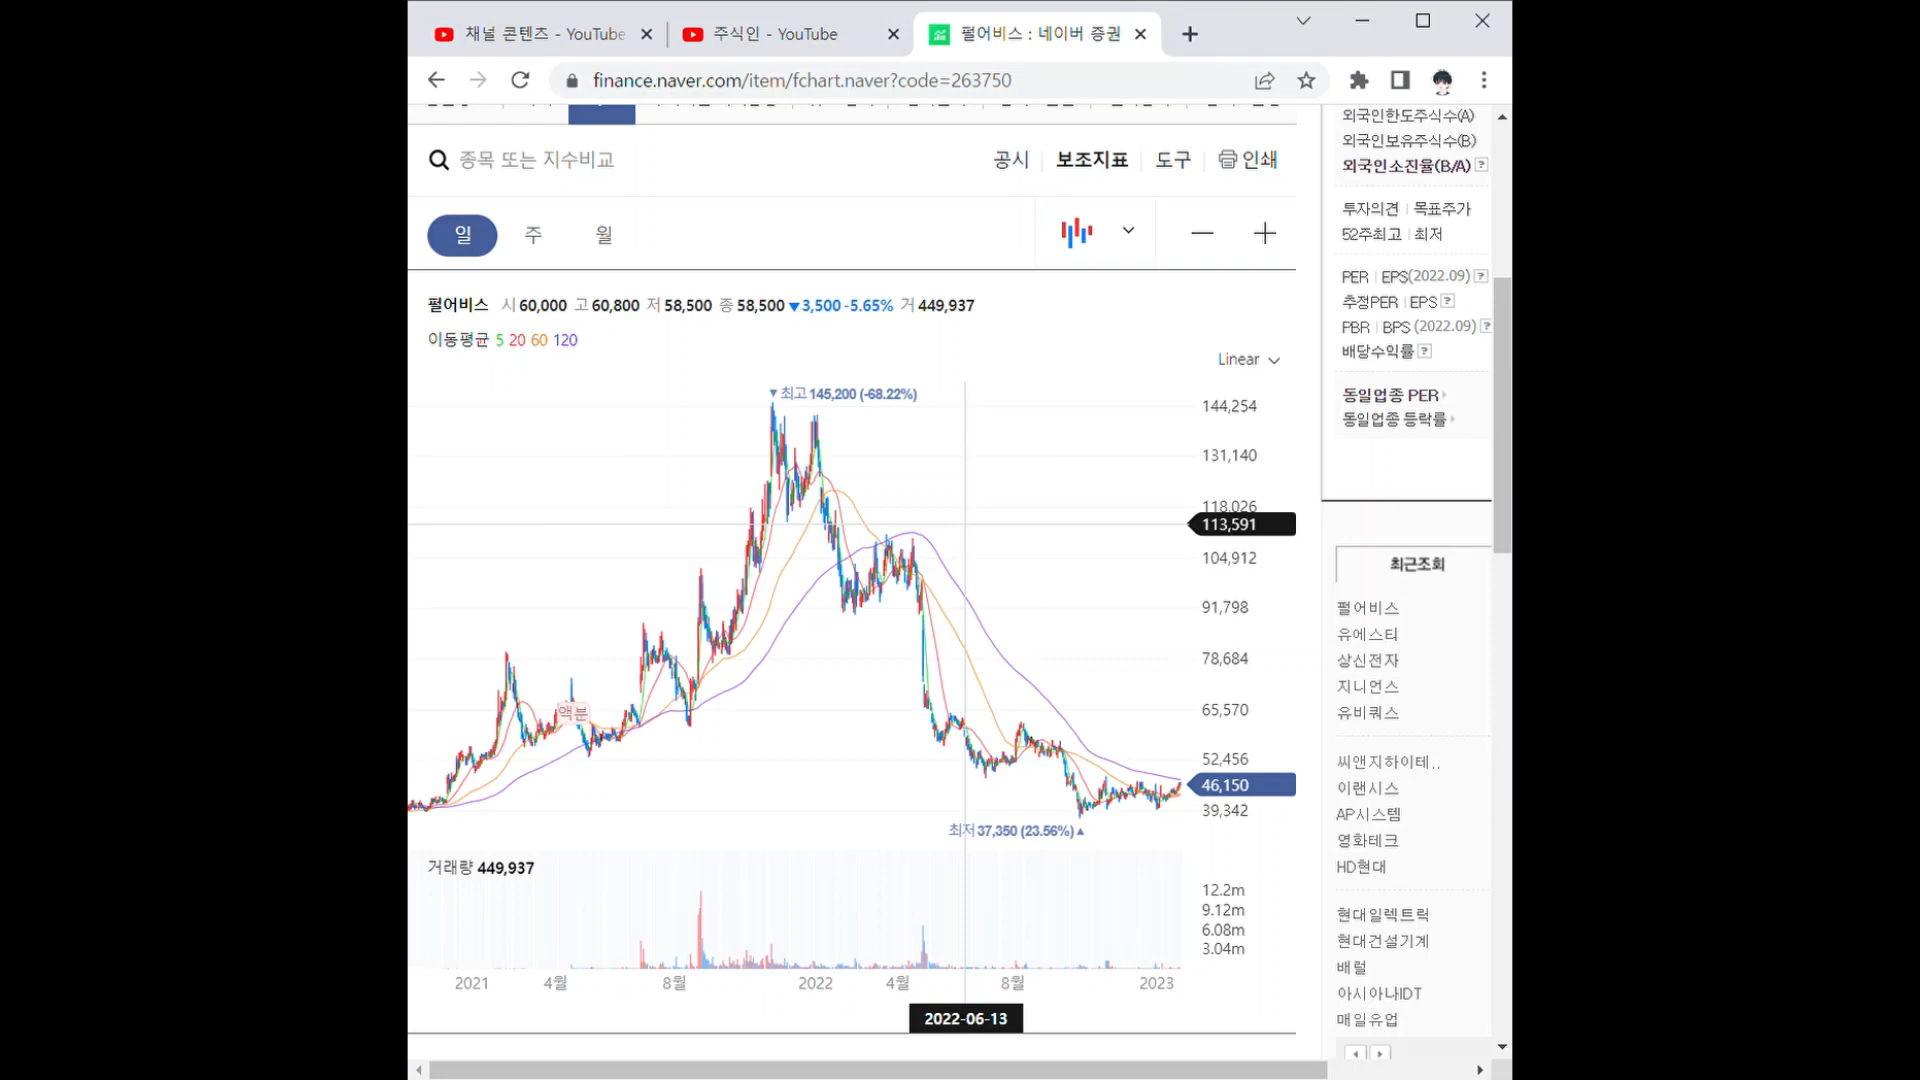 채널 콘텐츠 - YouTube
주식인 - YouTube
펄어비스 : 네이버 증권
finance.naver.com/item/fchart.naver?code=263750
종목 또는 지수비교
공시
보조지표
도구
인쇄
일
주
월
펄어비스 시 60,000 고 60,800 저 58,500 종 58,500 ▼3,500 -5.65% 거 449,937
이동평균 5 20 60 120
Linear
▼최고 145,200 (-68.22%)
144,254
131,140
118,026
113,591
104,912
91,798
78,684
65,570
52,456
46,150
39,342
액분
최저 37,350 (23.56%)▲
거래량 449,937
12.2m
9.12m
6.08m
3.04m
2021
4월
8월
2022
4월
8월
2023
2022-06-13
외국인한도주식수(A)
외국인보유주식수(B)
외국인소진율(B/A) ?
투자의견 | 목표주가
52주최고 | 최저
PER | EPS(2022.09) ?
추정PER | EPS ?
PBR | BPS (2022.09) ?
배당수익률 ?
동일업종 PER
동일업종 등락률
최근조회
펄어비스
유에스티
상신전자
지니언스
유비쿼스
씨앤지하이테..
이랜시스
AP시스템
영화테크
HD현대
현대일렉트릭
현대건설기계
배럴
아시아나IDT
매일유업